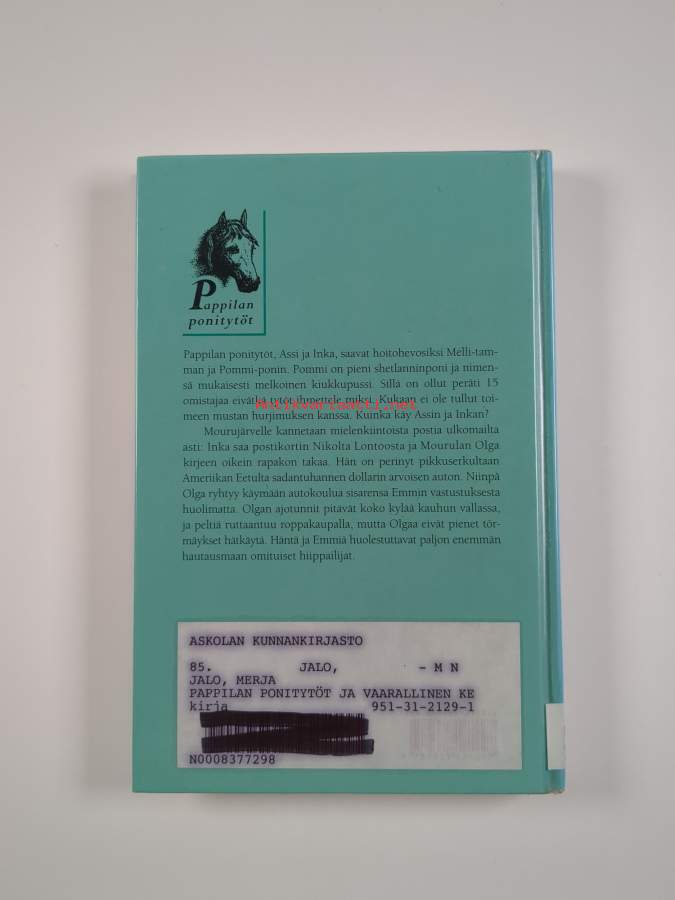 Pappilan
ponitytöt
Pappilan ponitytöt, Assi ja Inka, saavat hoitohevosiksi Melli-tam-
man ja Pommi-ponin. Pommi on pieni shetlanninponi ja nimen-
sä mukaisesti melkoinen kiukkupussi. Sillä on ollut peräti 15
omistajaa eivätkä tytöt ihmettele miksi. Kukaan ei ole tullut toi-
Antikvariaatti.net
meen mustan hurjimuksen kanssa. Kuinka käy Assin ja Inkan?
Mourujärvelle kannetaan mielenkiintoista postia ulkomailta
asti: Inka saa postikortin Nikolta Lontoosta ja Mourulan Olga
kirjeen oikein rapakon takaa. Hän on perinyt pikkuserkultaan
Ameriikan Eetulta sadantuhannen dollarin arvoisen auton. Niinpä
Olga ryhtyy käymään autokoulua sisarensa Emmin vastustuksesta
huolimatta. Olgan ajotunnit pitävät koko kylää kauhun vallassa,
ja peltiä ruttaantuu roppakaupalla, mutta Olgaa eivät pienet tör-
mäykset hätkäytä. Häntä ja Emmiä huolestuttavat paljon enemmän
hautausmaan omituiset hiippailijat.
ASKOLAN KUNNANKIRJASTO
85. JALO, - M N
JALO, MERJA
PAPPILAN PONITYTÖT JA VAARALLINEN KE
kirja 951-31-2129-1
N0008377298